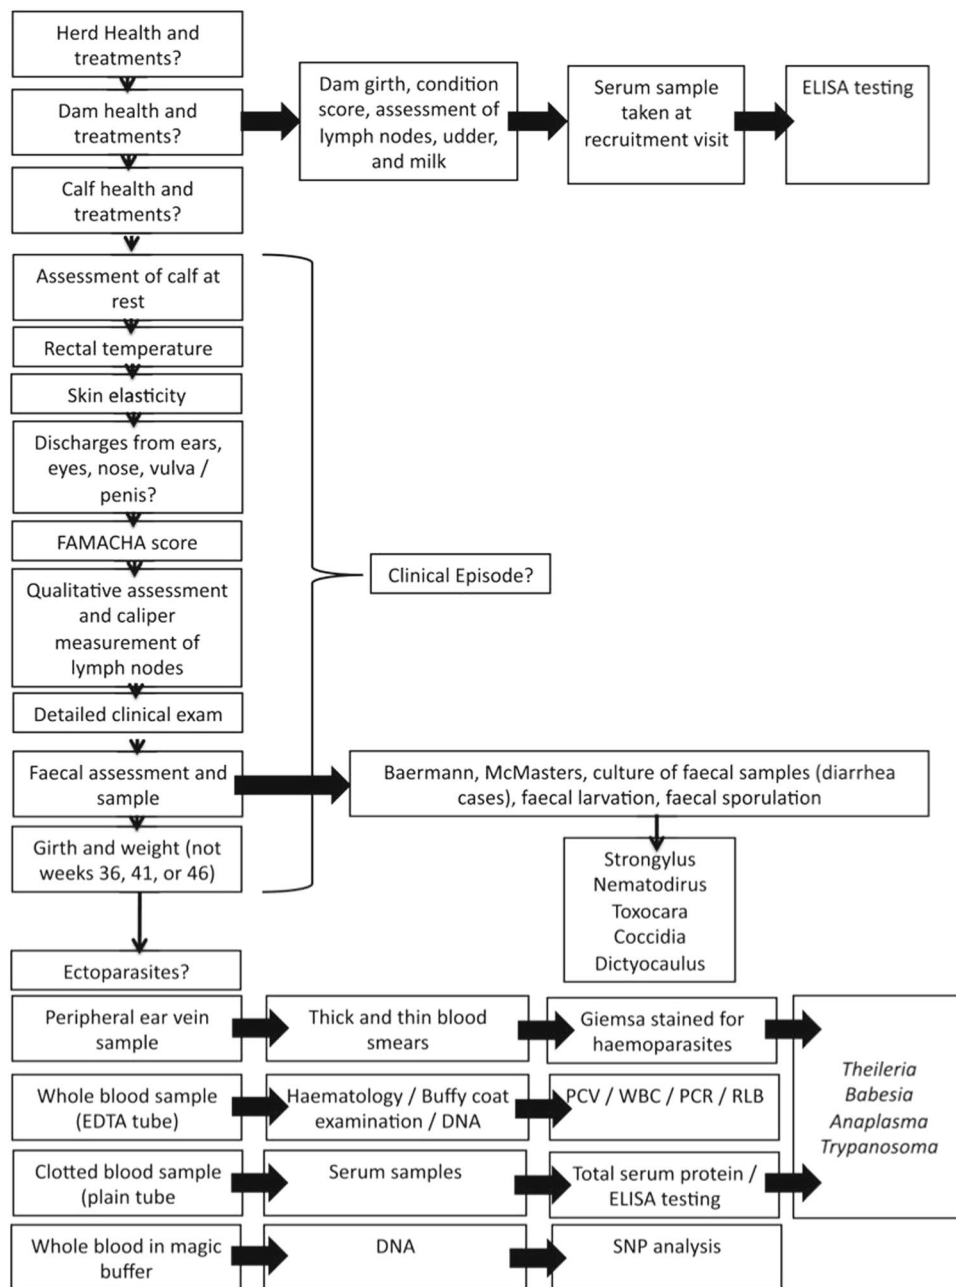 Herd Health and
treatments?
Dam health and
treatments?
Dam girth, condition
score, assessment of
lymph nodes, udder,
and milk
Serum sample
taken at
recruitment visit
ELISA testing
Calf health and
treatments?
Assessment of calf at
rest
Rectal temperature
Skin elasticity
Discharges from ears,
eyes, nose, vulva /
penis?
FAMACHA score
Qualitative assessment
and caliper
measurement of
lymph nodes
Detailed clinical exam
Clinical Episode?
Faecal assessment and
sample
Baermann, McMasters, culture of faecal samples (diarrhea
cases), faecal larvation, faecal sporulation
Girth and weight (not
weeks 36, 41, or 46)
Strongylus
Nematodirus
Toxocara
Coccidia
Dictyocaulus
Ectoparasites?
Peripheral ear vein
sample
Thick and thin blood
smears
Giemsa stained for
haemoparasites
Whole blood sample
(EDTA tube)
Haematology / Buffy coat
examination / DNA
PCV / WBC / PCR / RLB
Theileria
Babesia
Anaplasma
Trypanosoma
Clotted blood sample
(plain tube
Serum samples
Total serum protein /
ELISA testing
Whole blood in magic
buffer
DNA
SNP analysis